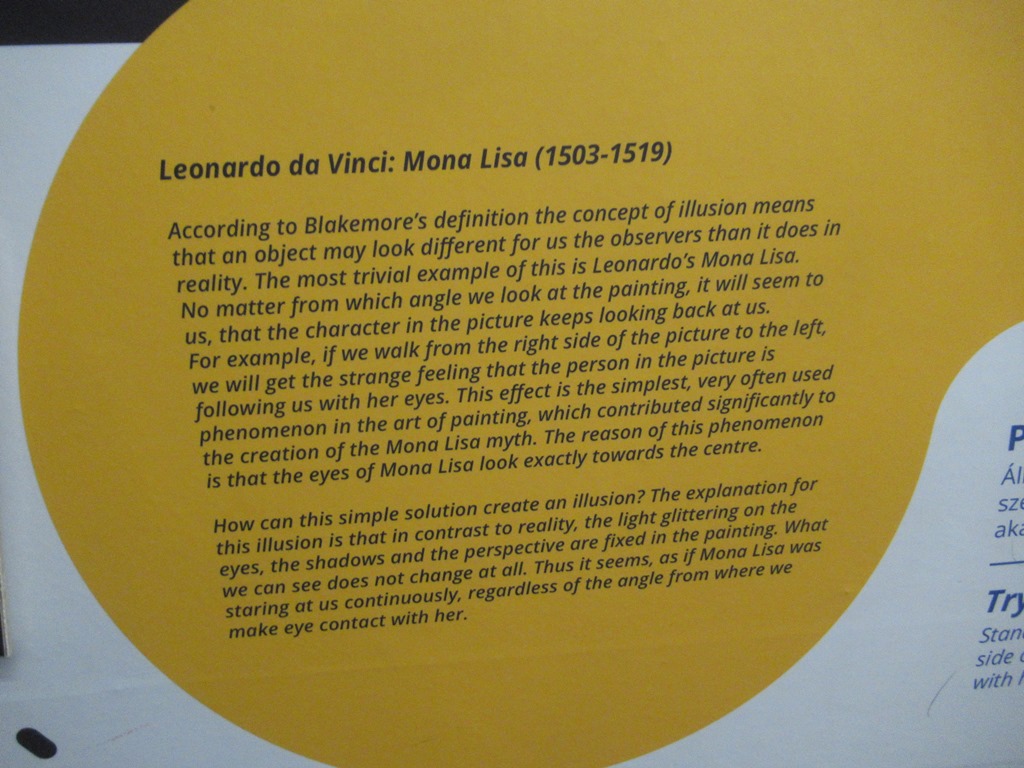 Leonardo da Vinci: Mona Lisa (1503-1519)
According to Blakemore's definition the concept of illusion means
that an object may look different for us the observers than it does in
reality. The most trivial example of this is Leonardo's Mona Lisa.
No matter from which angle we look at the painting, it will seem to
us, that the character in the picture keeps looking back at us.
For example, if we walk from the right side of the picture to the left,
we will get the strange feeling that the person in the picture is
following us with her eyes. This effect is the simplest, very often used
phenomenon in the art of painting, which contributed significantly to
the creation of the Mona Lisa myth. The reason of this phenomenon
is that the eyes of Mona Lisa look exactly towards the centre.
How can this simple solution create an illusion? The explanation for
this illusion is that in contrast to reality, the light glittering on the
eyes, the shadows and the perspective are fixed in the painting. What
we can see does not change at all. Thus it seems, as if Mona Lisa was
staring at us continuously, regardless of the angle from where we
make eye contact with her.
Try
side
with